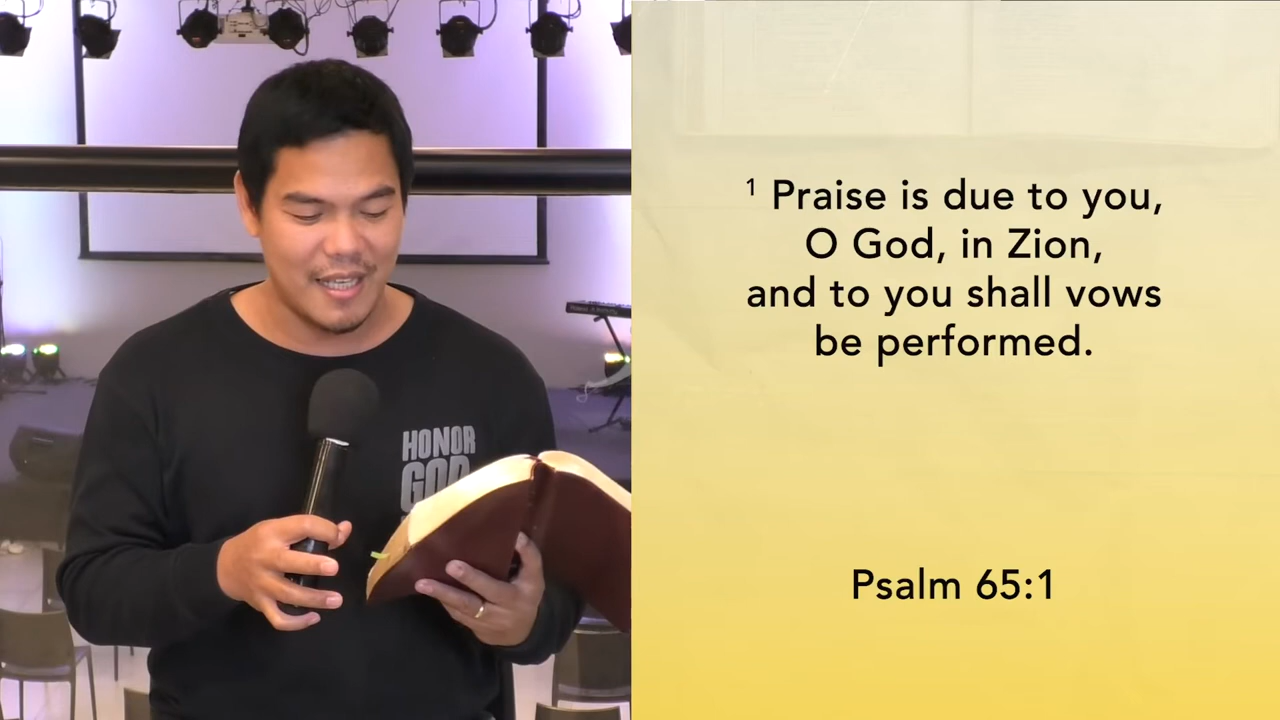 HONOR
GOD
¹ Praise is due to you,
O God, in Zion,
and to you shall vows
be performed.
Psalm 65:1